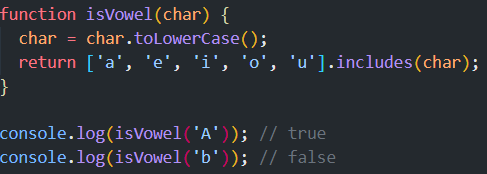 function isVowel(char) {
  char = char.toLowerCase();
  return ['a', 'e', 'i', 'o', 'u'].includes(char);
}

console.log(isVowel('A')); // true
console.log(isVowel('b')); // false